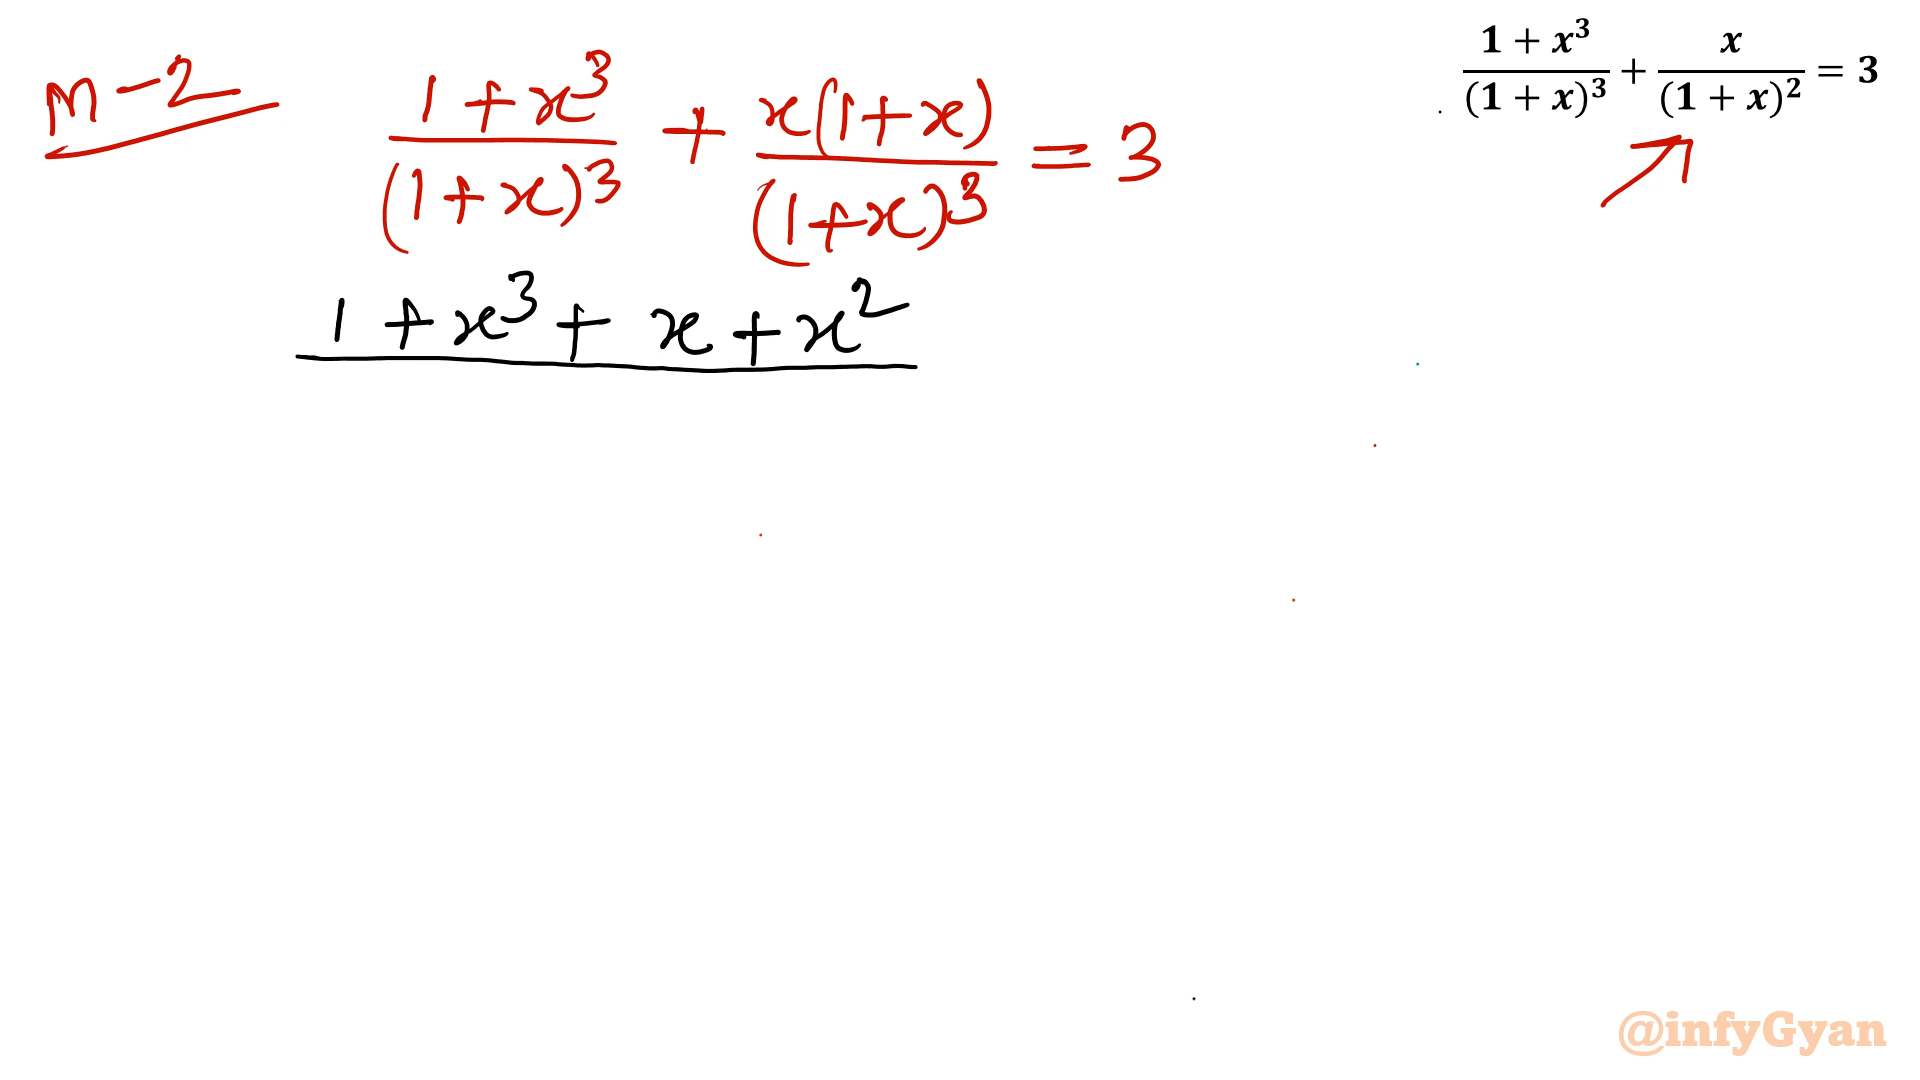 M-2
1 + x³ / (1 + x)³ + x(1 + x) / (1 + x)³ = 3
1 + x³ + x + x²
1 + x³ / (1 + x)³ + x / (1 + x)² = 3
@infyGyan